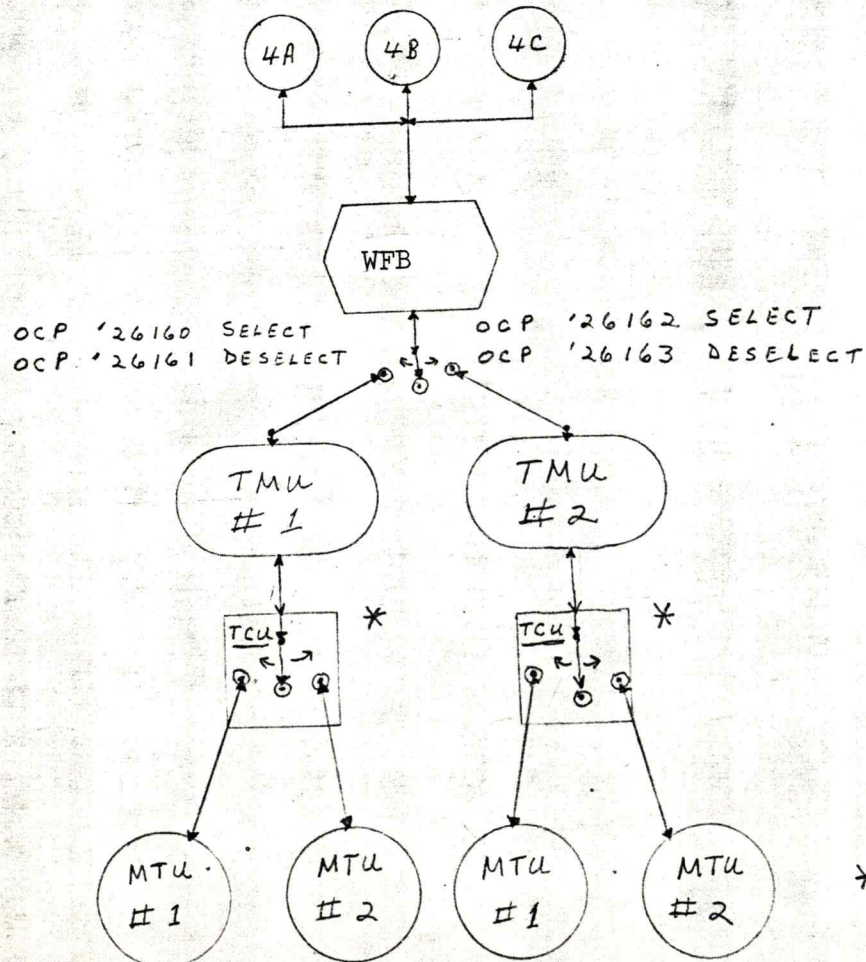 4A 4B 4C
WFB
OCP '26160 SELECT
OCP '26161 DESELECT
OCP '26162 SELECT
OCP '26163 DESELECT
TMU
# 1
TMU
# 2
TCU *
TCU *
MTU
# 1
MTU
# 2
MTU
# 1
MTU
# 2
*